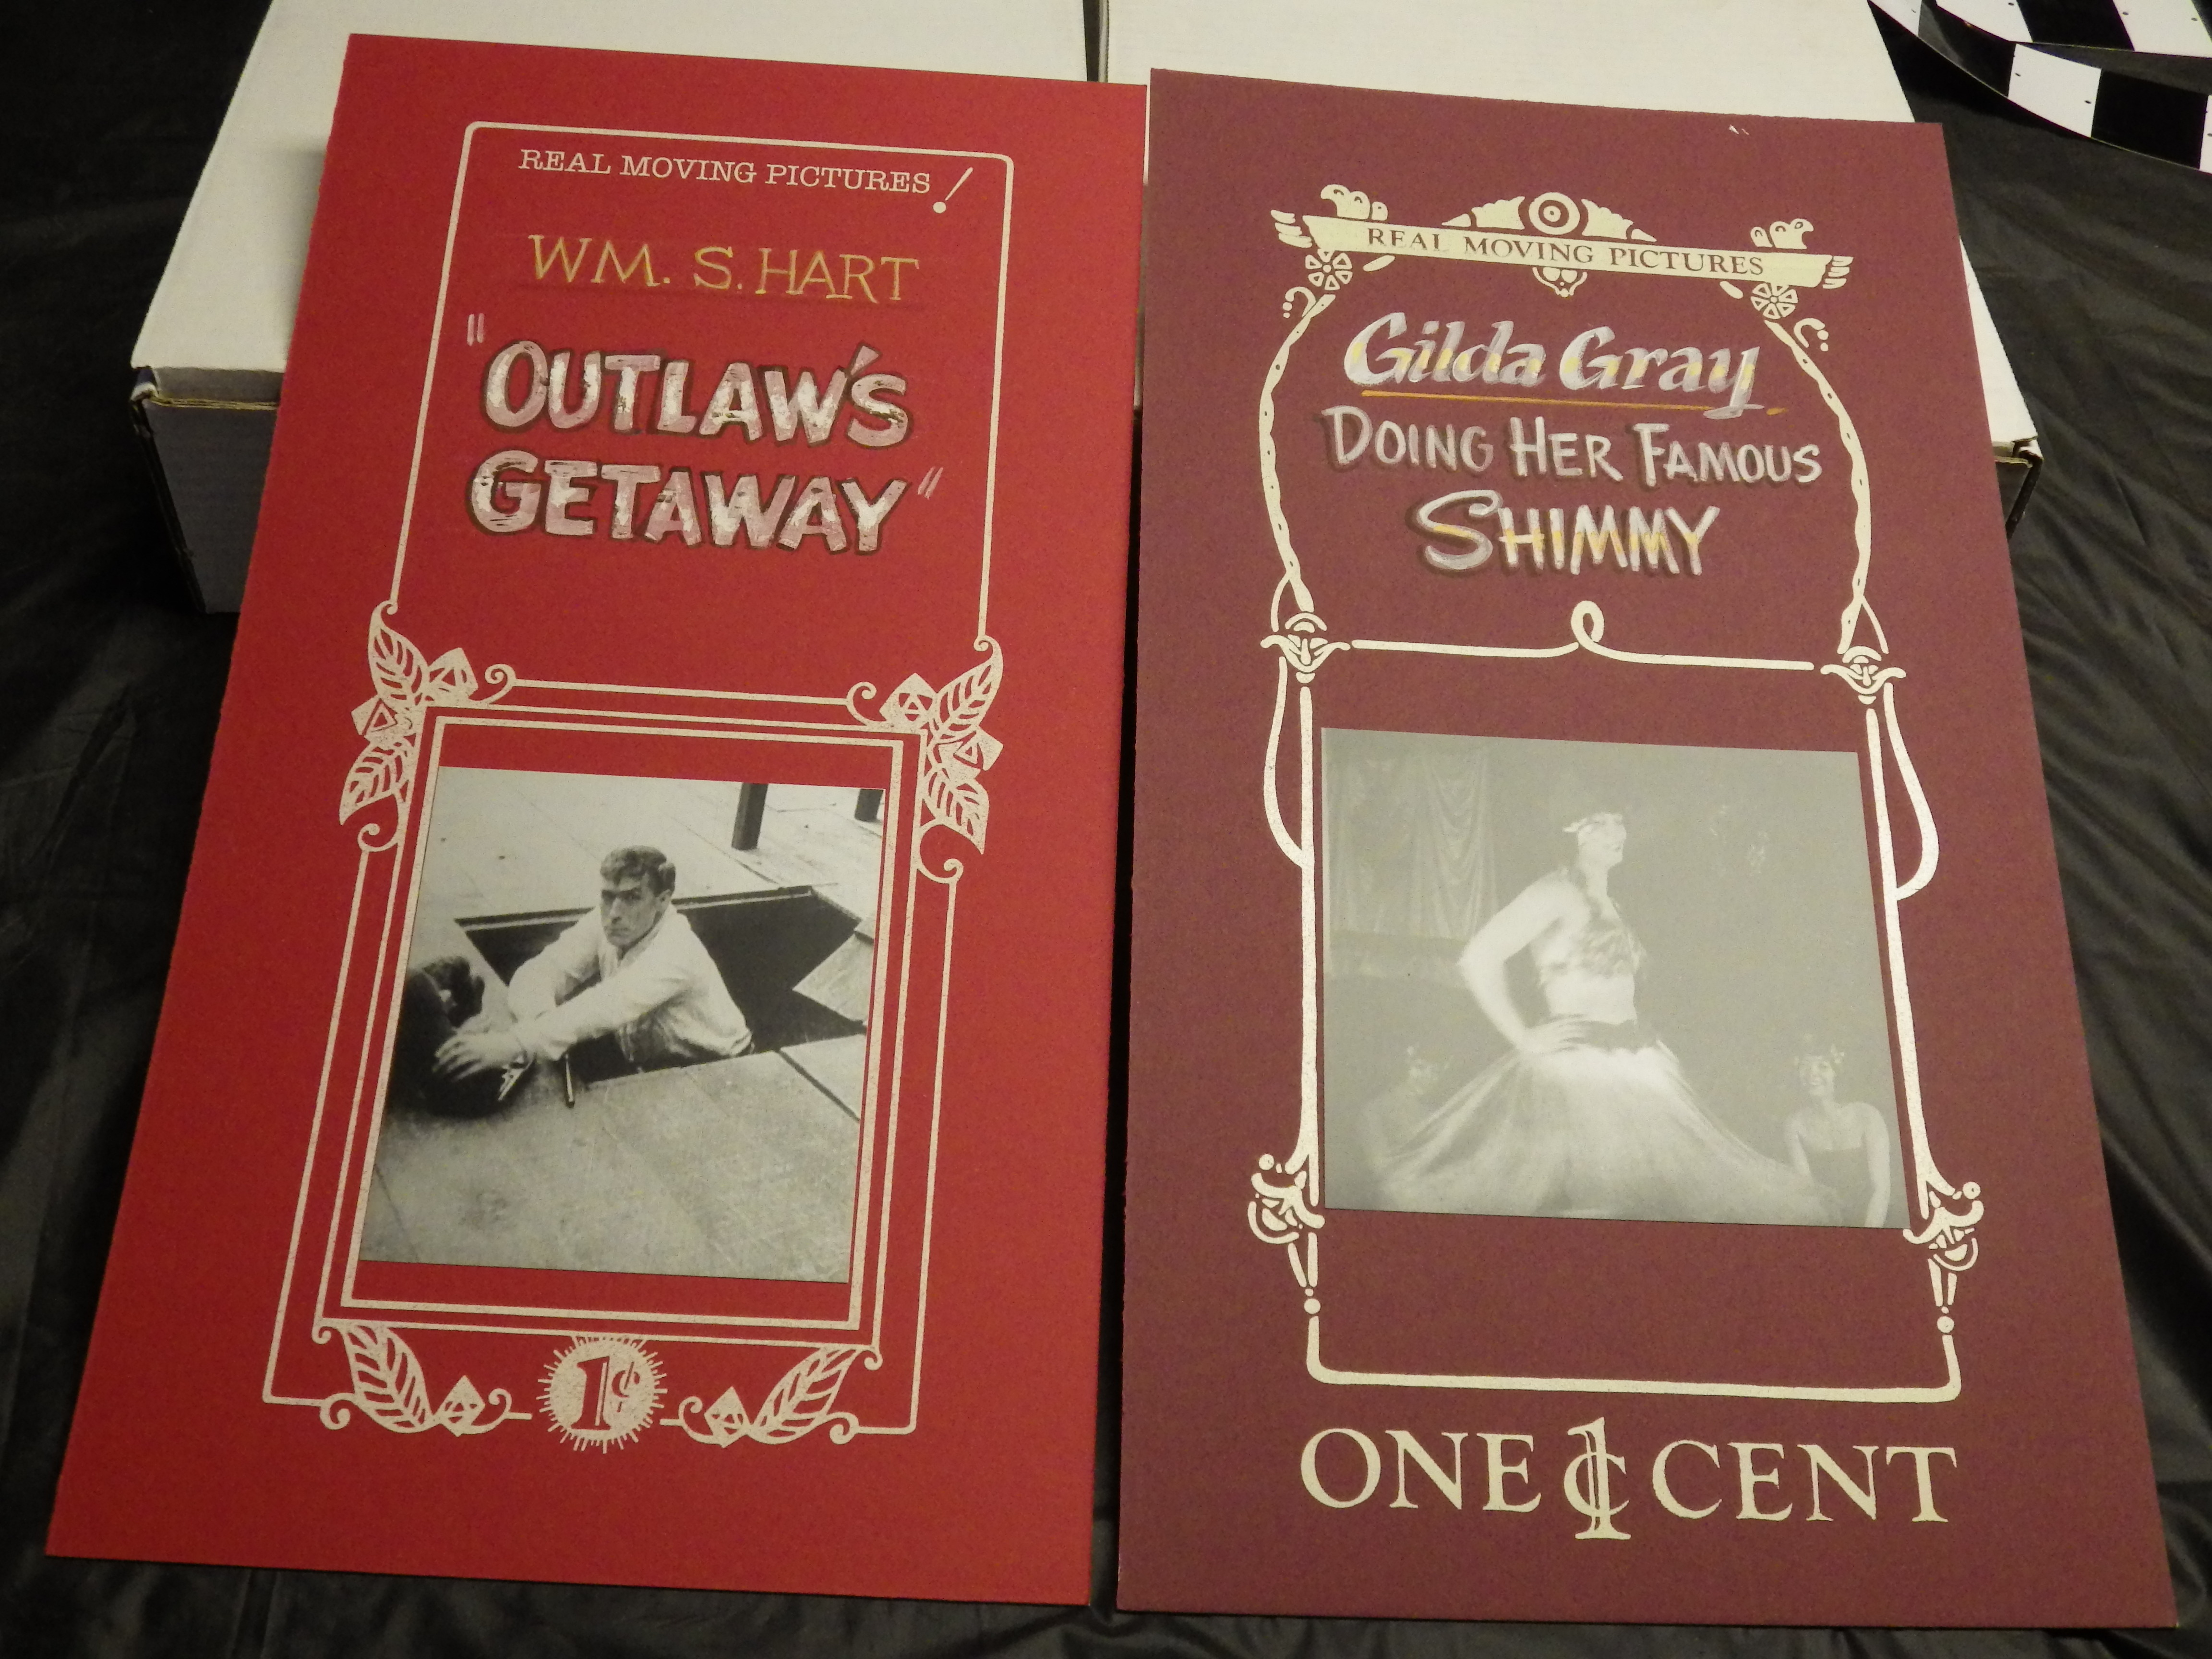 REAL MOVING PICTURES!
WM. S. HART
"OUTLAW'S
GETAWAY"
1¢
REAL MOVING PICTURES
Gilda Gray
DOING HER FAMOUS
SHIMMY
ONE 1¢ CENT